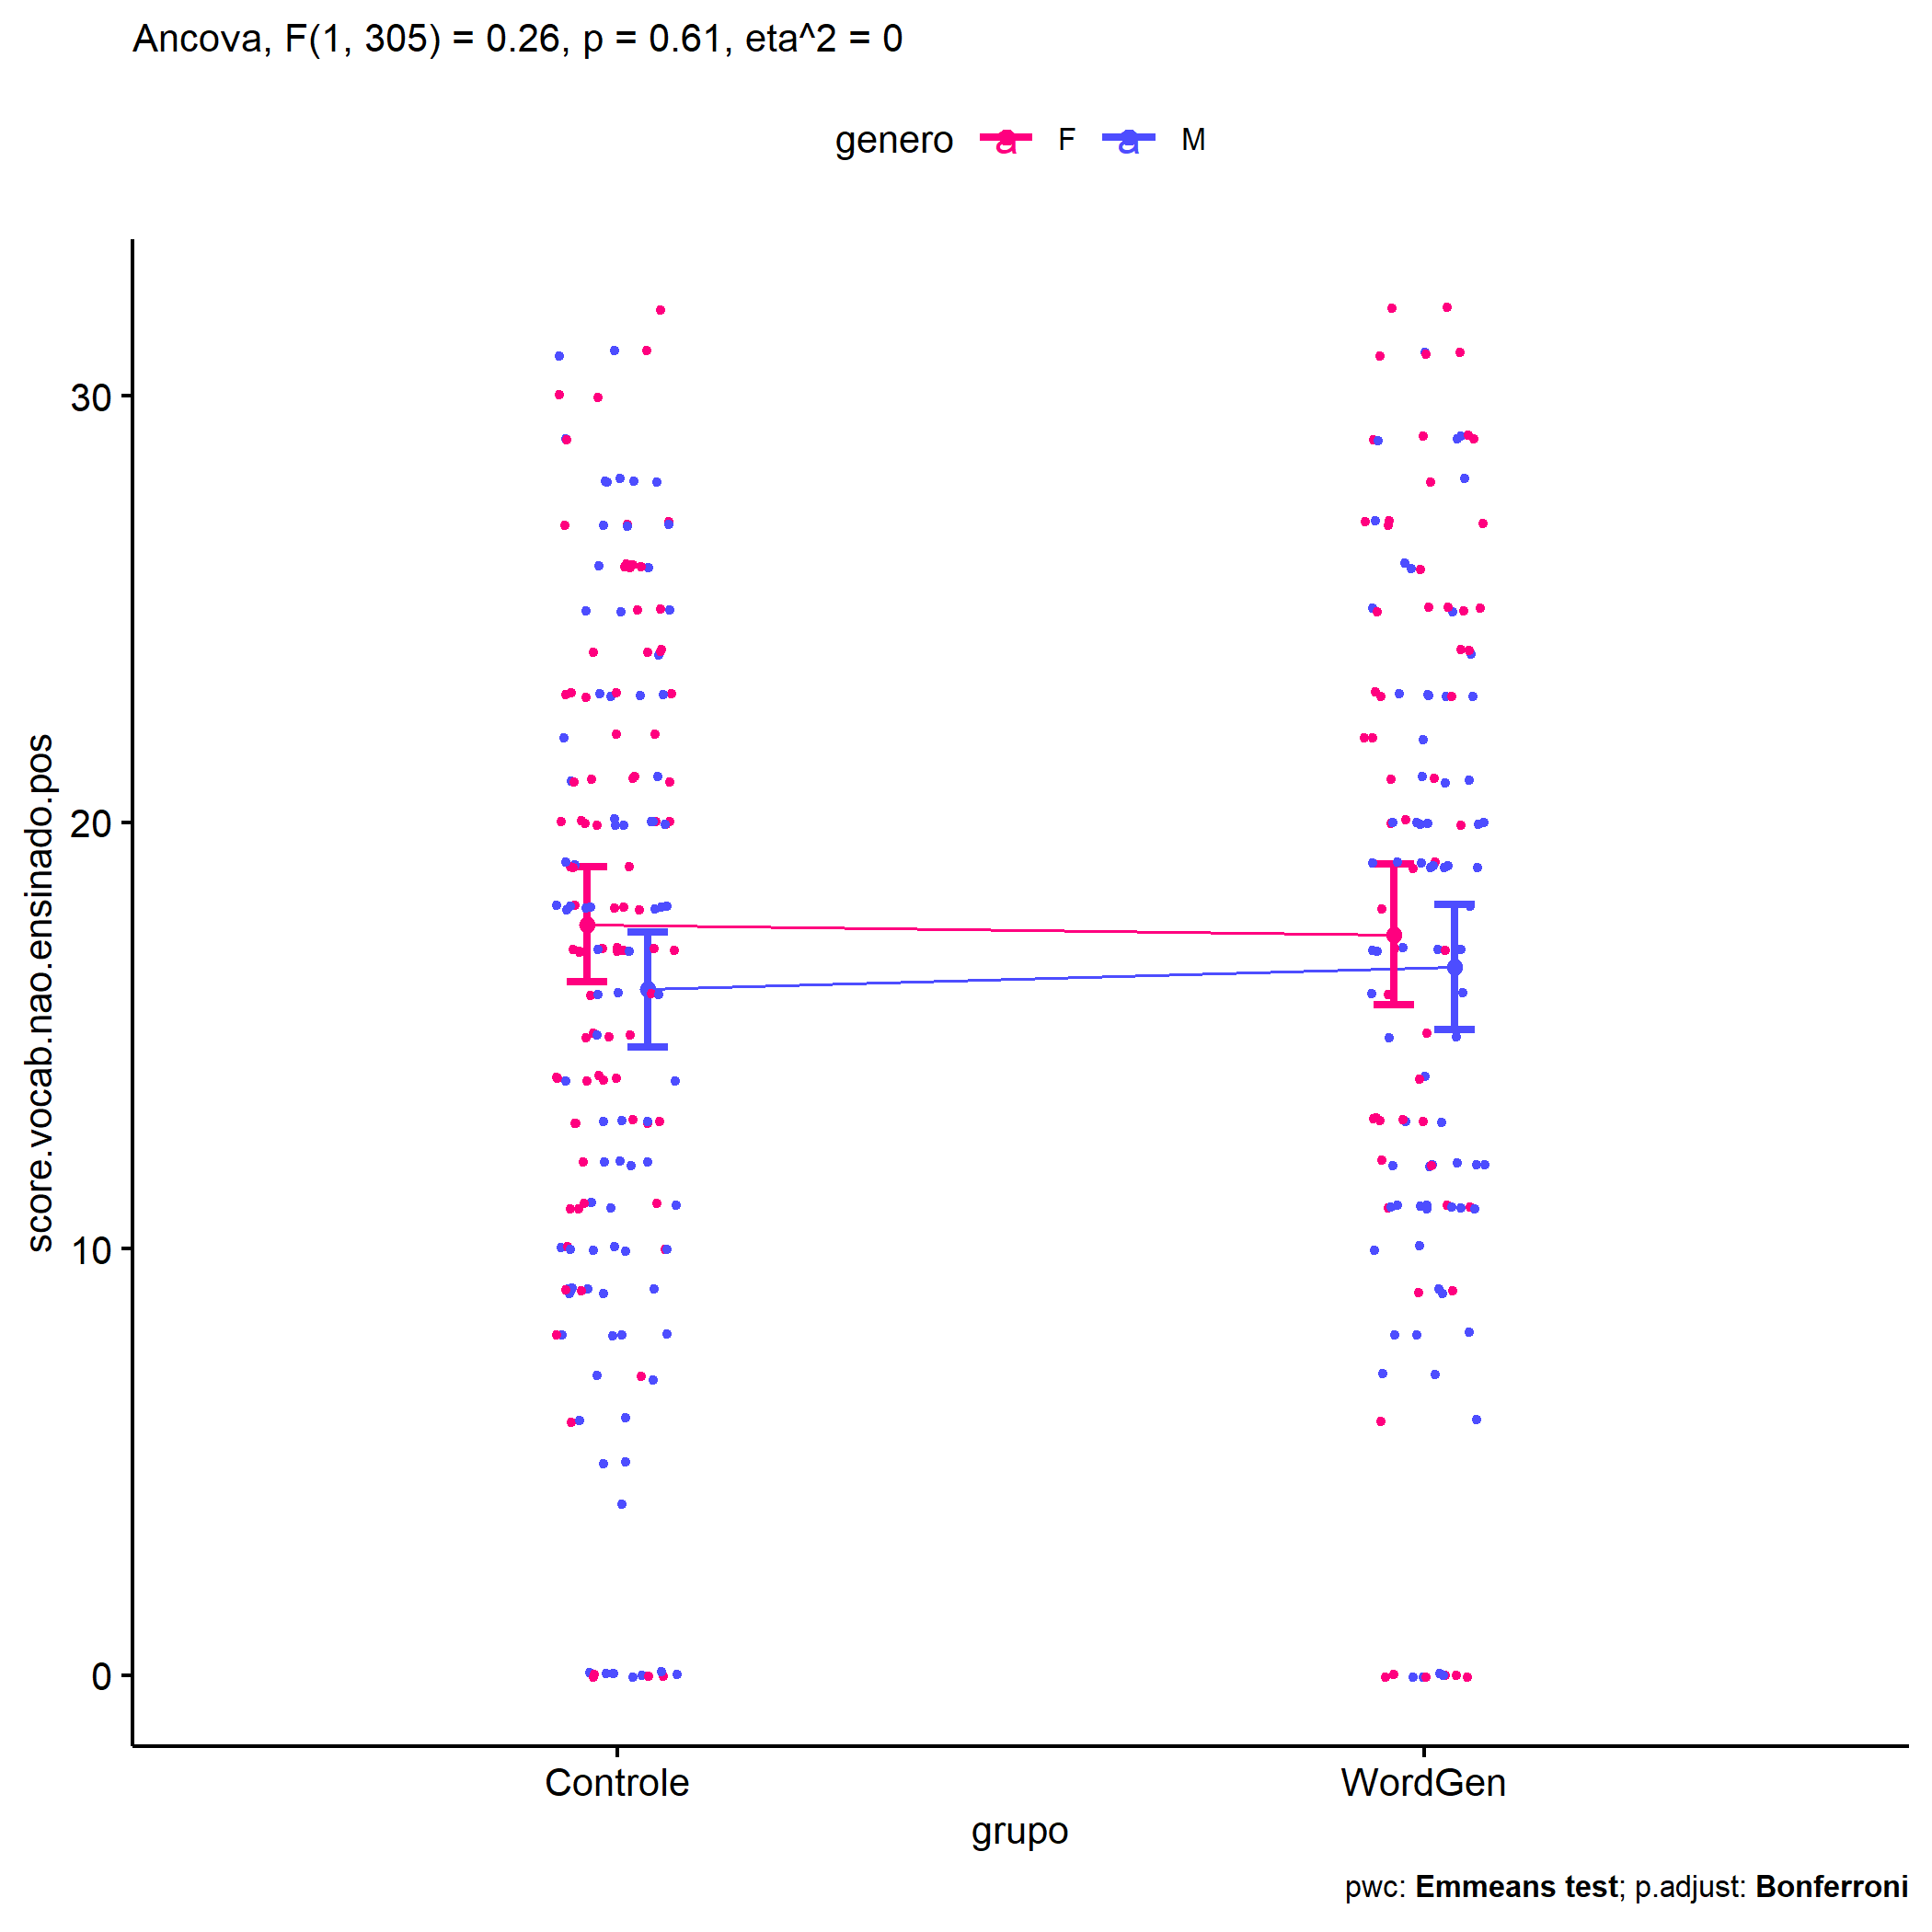 Ancova, F(1, 305) = 0.26, p = 0.61, eta^2 = 0
genero a F a M
score.vocab.nao.ensinado.pos
30
20
10
0
Controle WordGen
grupo
pwc: Emmeans test; p.adjust: Bonferroni